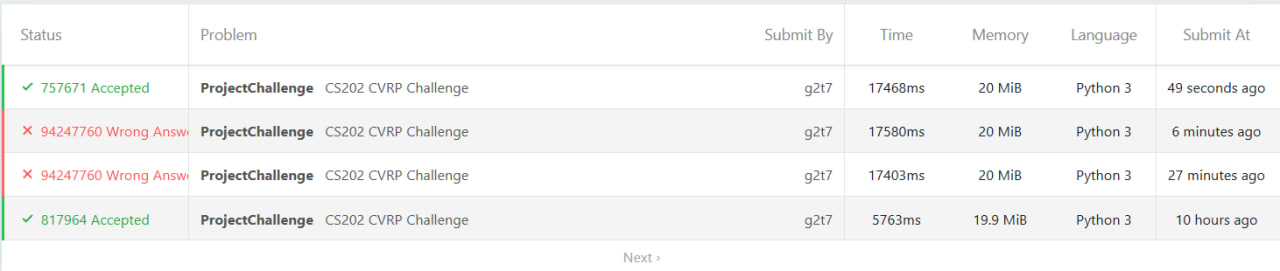 Status Problem Submit By Time Memory Language Submit At
757671 Accepted ProjectChallenge CS202 CVRP Challenge g2t7 17468ms 20 MiB Python 3 49 seconds ago
94247760 Wrong Answ ProjectChallenge CS202 CVRP Challenge g2t7 17580ms 20 MiB Python 3 6 minutes ago
94247760 Wrong Answ ProjectChallenge CS202 CVRP Challenge g2t7 17403ms 20 MiB Python 3 27 minutes ago
817964 Accepted ProjectChallenge CS202 CVRP Challenge g2t7 5763ms 19.9 MiB Python 3 10 hours ago
Next ›